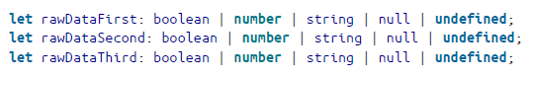 let rawDataFirst: boolean | number | string | null | undefined;
let rawDataSecond: boolean | number | string | null | undefined;
let rawDataThird: boolean | number | string | null | undefined;